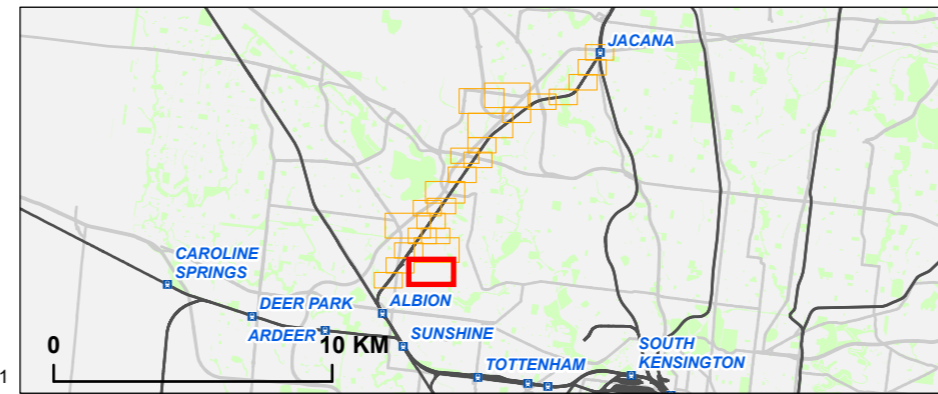 JACANA
CAROLINE
SPRINGS
DEER PARK
ALBION
ARDEER
SUNSHINE
0
10 KM
SOUTH
KENSINGTON
TOTTENHAM
1